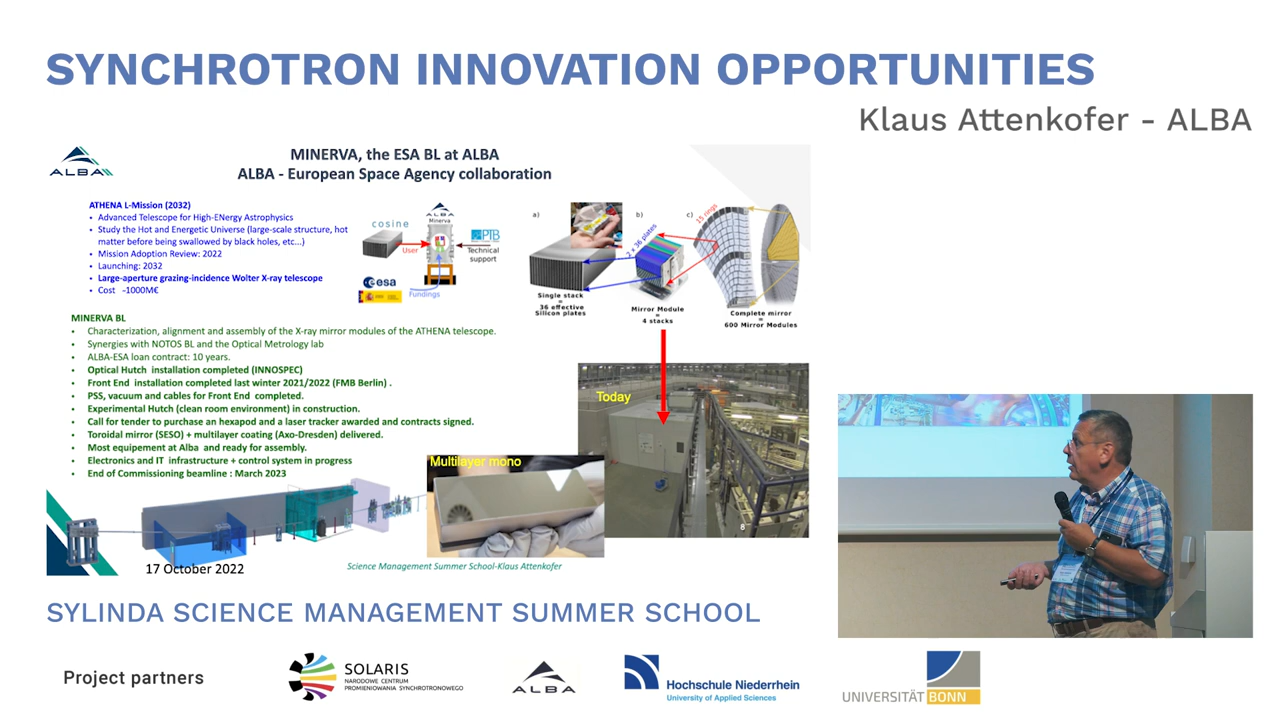 SYNCHROTRON INNOVATION OPPORTUNITIES
Klaus Attenkofer - ALBA
ALBA
MINERVA, the ESA BL at ALBA
ALBA - European Space Agency collaboration
ATHENA L-Mission (2032)
• Advanced Telescope for High-ENergy Astrophysics
• Study the Hot and Energetic Universe (large-scale structure, hot
matter before being swallowed by black holes, etc...)
• Mission Adoption Review: 2022
• Launching: 2032
• Large-aperture grazing-incidence Wolter X-ray telescope
• Cost ~1000M€
cosine
ALBA
Minerva
PTB
User
Technical
support
esa
Fundings
a)
b)
c)
2 x 36 plates
15 rings
Single stack
=
36 effective
Silicon plates
Mirror Module
=
4 stacks
Complete mirror
=
600 Mirror Modules
MINERVA BL
• Characterization, alignment and assembly of the X-ray mirror modules of the ATHENA telescope.
• Synergies with NOTOS BL and the Optical Metrology lab
• ALBA-ESA loan contract: 10 years.
• Optical Hutch installation completed (INNOSPEC)
• Front End installation completed last winter 2021/2022 (FMB Berlin) .
• PSS, vacuum and cables for Front End completed.
• Experimental Hutch (clean room environment) in construction.
• Call for tender to purchase an hexapod and a laser tracker awarded and contracts signed.
• Toroidal mirror (SESO) + multilayer coating (Axo-Dresden) delivered.
• Most equipement at Alba and ready for assembly.
• Electronics and IT infrastructure + control system in progress
• End of Commissioning beamline : March 2023
Today
Multilayer mono
8
17 October 2022
Science Management Summer School-Klaus Attenkofer
SYLINDA SCIENCE MANAGEMENT SUMMER SCHOOL
Project partners
SOLARIS
NARODOWE CENTRUM
PROMIENIOWANIA SYNCHROTRONOWEGO
ALBA
Hochschule Niederrhein
University of Applied Sciences
UNIVERSITÄT BONN